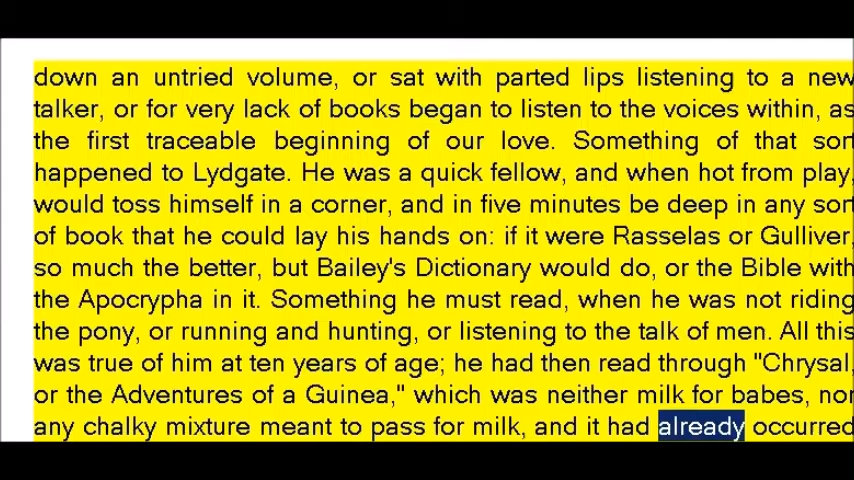 down an untried volume, or sat with parted lips listening to a new
talker, or for very lack of books began to listen to the voices within, as
the first traceable beginning of our love. Something of that sort
happened to Lydgate. He was a quick fellow, and when hot from play,
would toss himself in a corner, and in five minutes be deep in any sort
of book that he could lay his hands on: if it were Rasselas or Gulliver,
so much the better, but Bailey's Dictionary would do, or the Bible with
the Apocrypha in it. Something he must read, when he was not riding
the pony, or running and hunting, or listening to the talk of men. All this
was true of him at ten years of age; he had then read through "Chrysal,
or the Adventures of a Guinea," which was neither milk for babes, nor
any chalky mixture meant to pass for milk, and it had already occurred